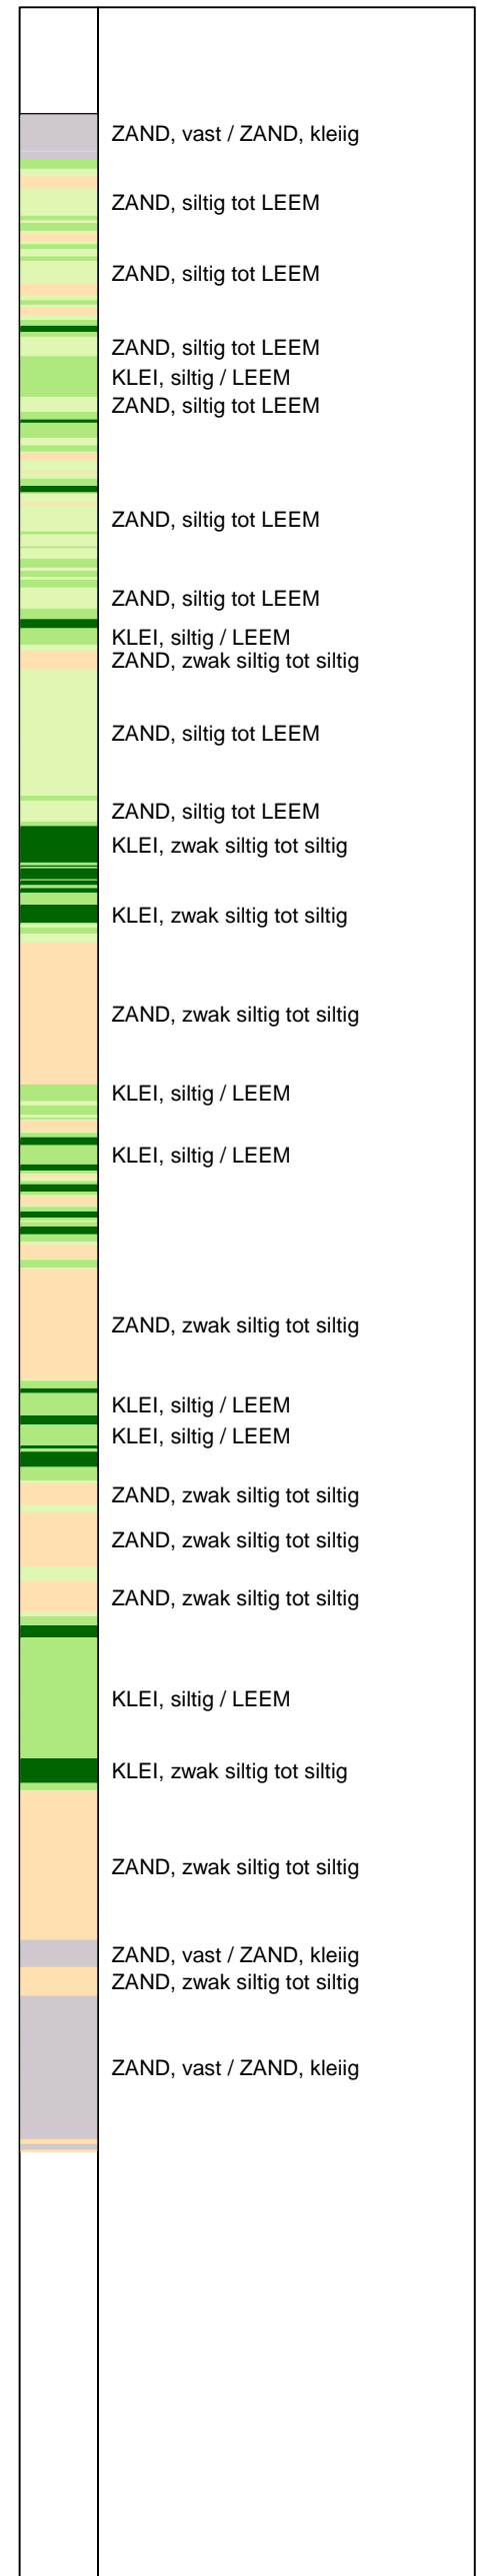 ZAND, vast / ZAND, kleiig
ZAND, siltig tot LEEM
ZAND, siltig tot LEEM
ZAND, siltig tot LEEM
KLEI, siltig / LEEM
ZAND, siltig tot LEEM
ZAND, siltig tot LEEM
ZAND, siltig tot LEEM
KLEI, siltig / LEEM
ZAND, zwak siltig tot siltig
ZAND, siltig tot LEEM
ZAND, siltig tot LEEM
KLEI, zwak siltig tot siltig
KLEI, zwak siltig tot siltig
ZAND, zwak siltig tot siltig
KLEI, siltig / LEEM
KLEI, siltig / LEEM
ZAND, zwak siltig tot siltig
KLEI, siltig / LEEM
KLEI, siltig / LEEM
ZAND, zwak siltig tot siltig
ZAND, zwak siltig tot siltig
ZAND, zwak siltig tot siltig
KLEI, siltig / LEEM
KLEI, zwak siltig tot siltig
ZAND, zwak siltig tot siltig
ZAND, vast / ZAND, kleiig
ZAND, zwak siltig tot siltig
ZAND, vast / ZAND, kleiig